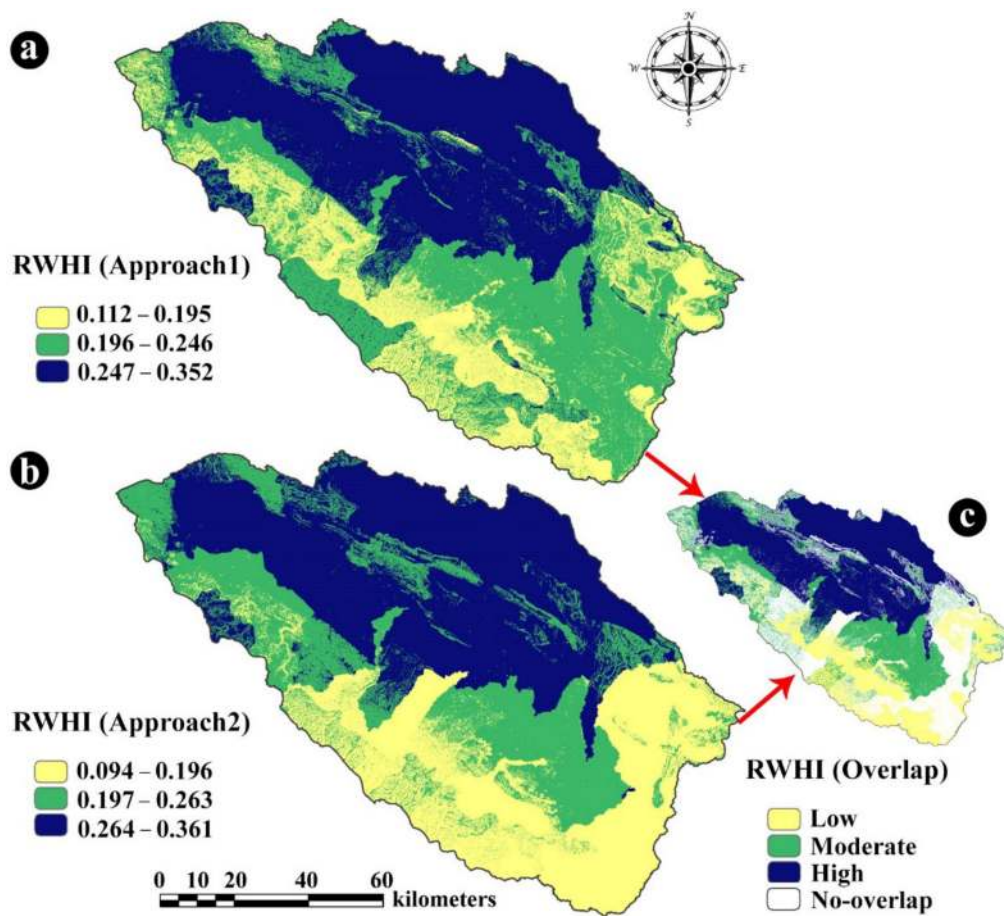 a
N
W E
S
RWHI (Approach1)
0.112 – 0.195
0.196 – 0.246
0.247 – 0.352
b
c
RWHI (Approach2)
0.094 – 0.196
0.197 – 0.263
0.264 – 0.361
RWHI (Overlap)
Low
Moderate
High
No-overlap
0 10 20 40 60
kilometers